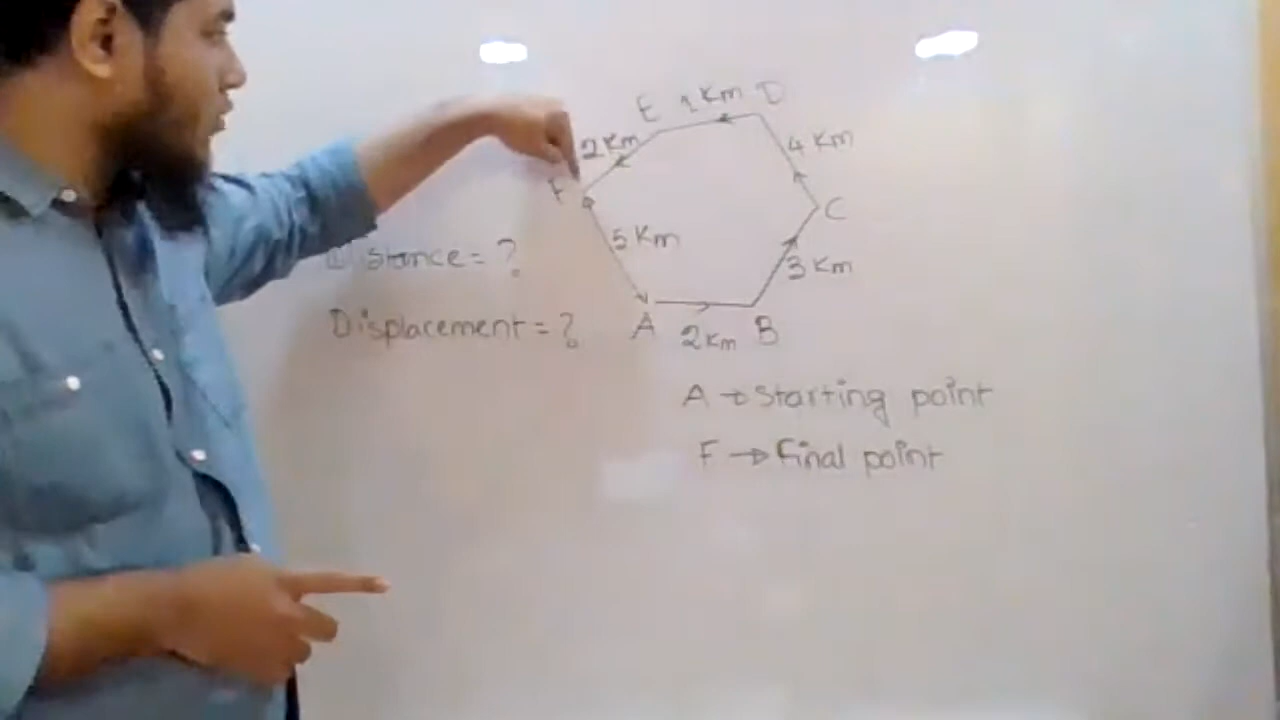 E 1 Km D
2 Km
4 Km
F
C
5 Km
Distance = ?
3 Km
Displacement = ?
A
2 Km
B
A → Starting point
F → Final point